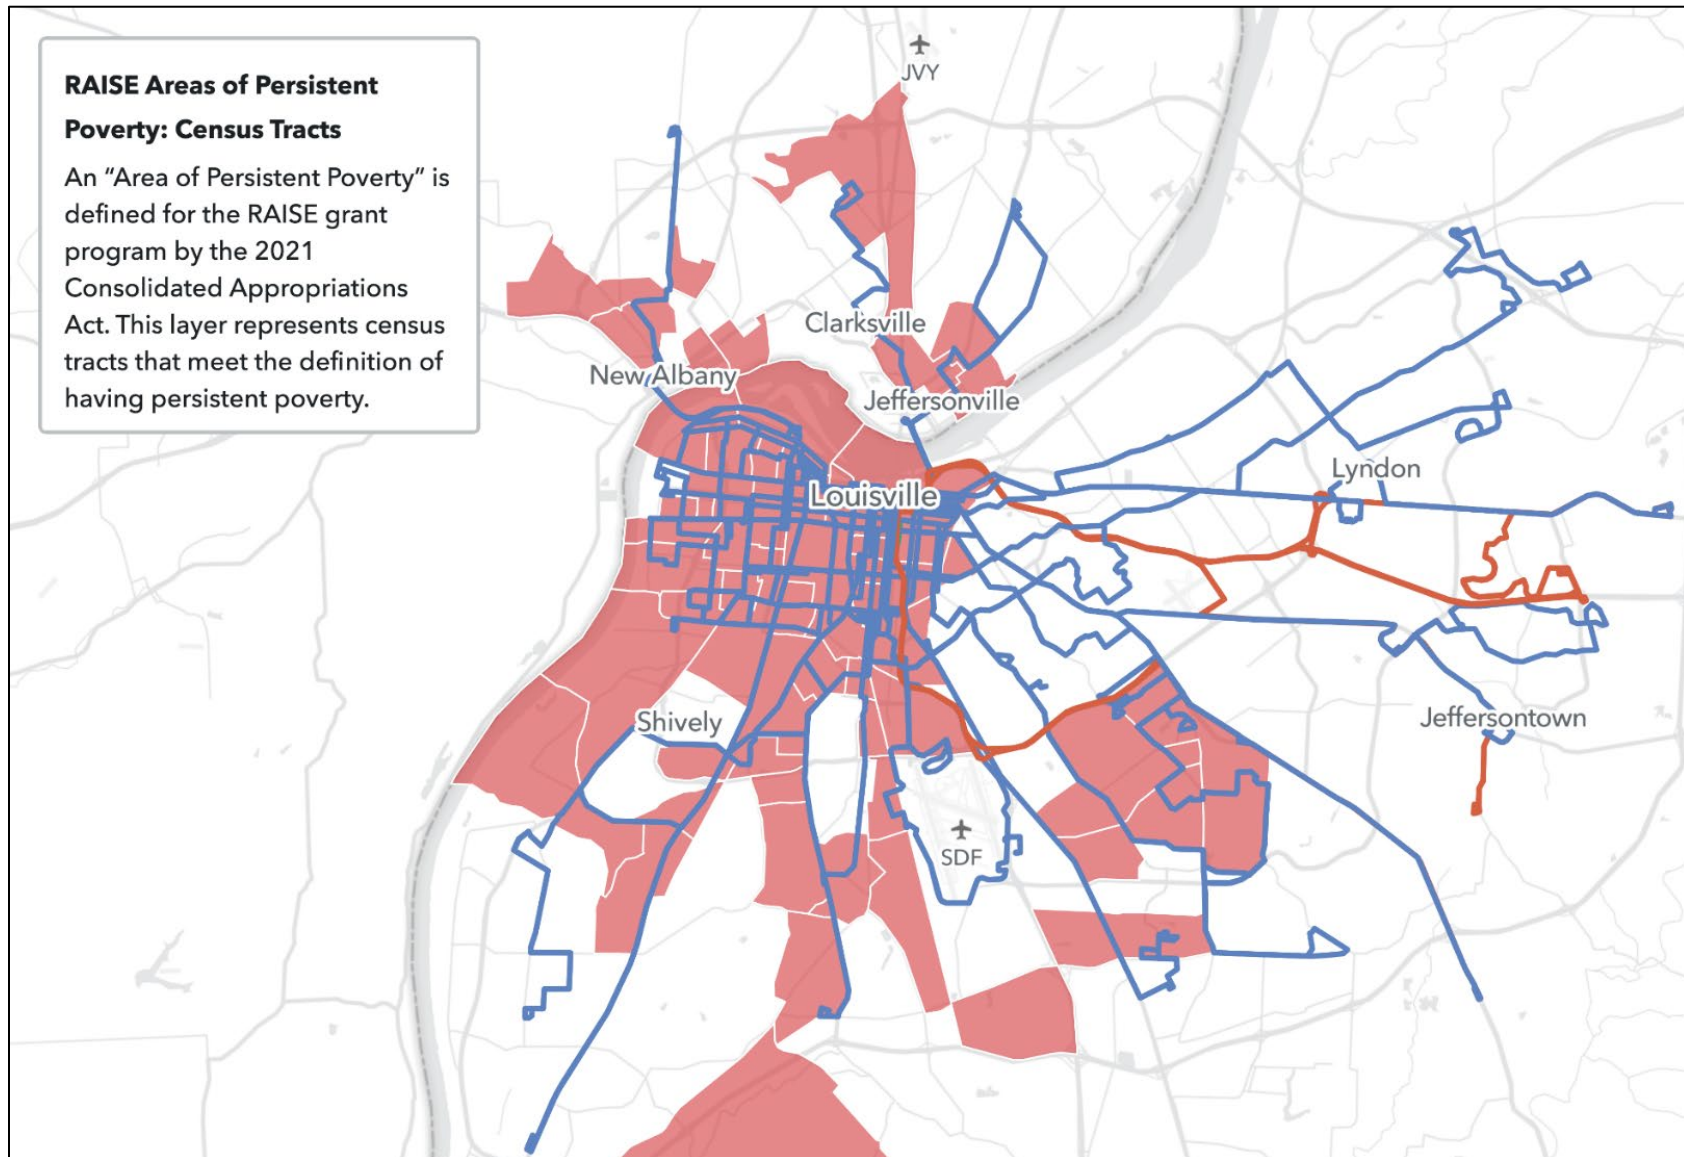 RAISE Areas of Persistent
Poverty: Census Tracts
An “Area of Persistent Poverty” is
defined for the RAISE grant
program by the 2021
Consolidated Appropriations
Act. This layer represents census
tracts that meet the definition of
having persistent poverty.
JVY
Clarksville
New Albany
Jeffersonville
Lyndon
Louisville
Shively
Jeffersontown
SDF